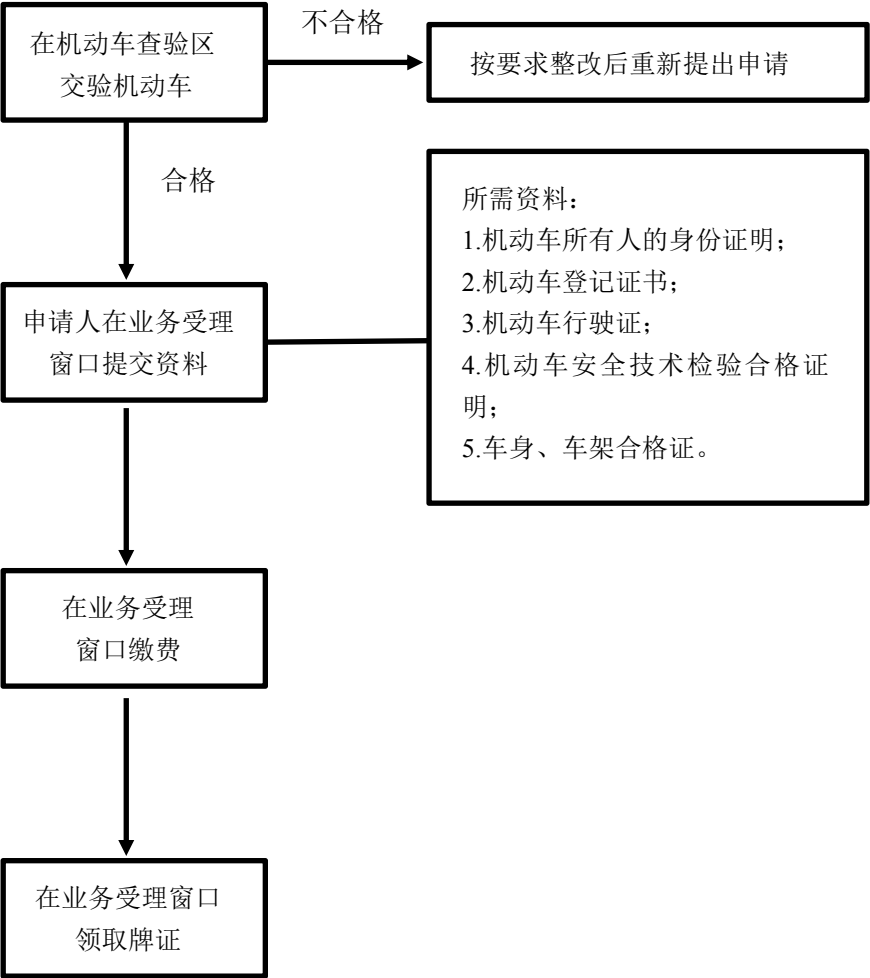 在机动车查验区
交验机动车
不合格
按要求整改后重新提出申请
合格
申请人在业务受理
窗口提交资料
所需资料：
1.机动车所有人的身份证明；
2.机动车登记证书；
3.机动车行驶证；
4.机动车安全技术检验合格证
明；
5.车身、车架合格证。
在业务受理
窗口缴费
在业务受理窗口
领取牌证